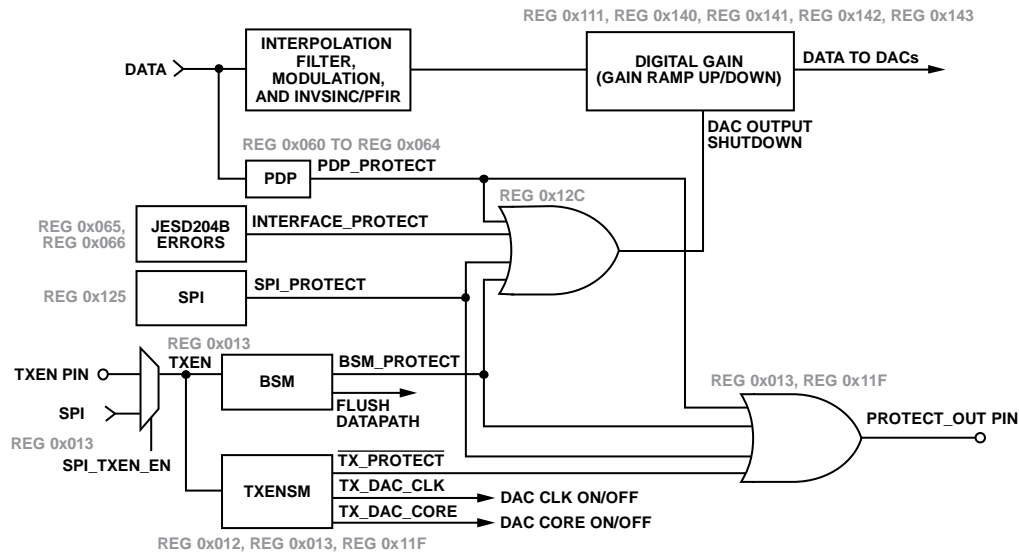 REG 0x111, REG 0x140, REG 0x141, REG 0x142, REG 0x143
DATA
INTERPOLATION
FILTER,
MODULATION,
AND INVSINC/PFIR
DIGITAL GAIN
(GAIN RAMP UP/DOWN)
DATA TO DACs
DAC OUTPUT
SHUTDOWN
REG 0x060 TO REG 0x064
PDP
PDP_PROTECT
REG 0x12C
REG 0x065,
REG 0x066
JESD204B
ERRORS
INTERFACE_PROTECT
REG 0x125
SPI
SPI_PROTECT
REG 0x013
TXEN PIN
TXEN
SPI
REG 0x013
SPI_TXEN_EN
BSM
BSM_PROTECT
FLUSH
DATAPATH
REG 0x013, REG 0x11F
PROTECT_OUT PIN
TXENSM
TX_PROTECT
TX_DAC_CLK
DAC CLK ON/OFF
TX_DAC_CORE
DAC CORE ON/OFF
REG 0x012, REG 0x013, REG 0x11F